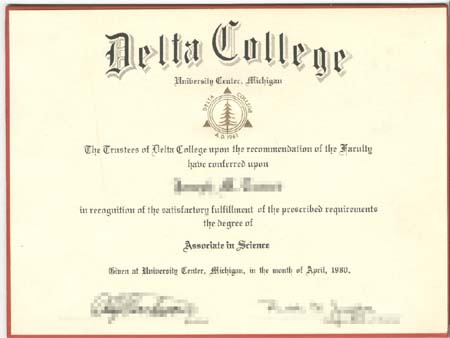 Delta College
University Center, Michigan
DELTA COLLEGE
A.D. 1961
The Trustees of Delta College upon the recommendation of the Faculty
have conferred upon
in recognition of the satisfactory fulfillment of the prescribed requirements
the degree of
Associate in Science
Given at University Center, Michigan, in the month of April, 1980.